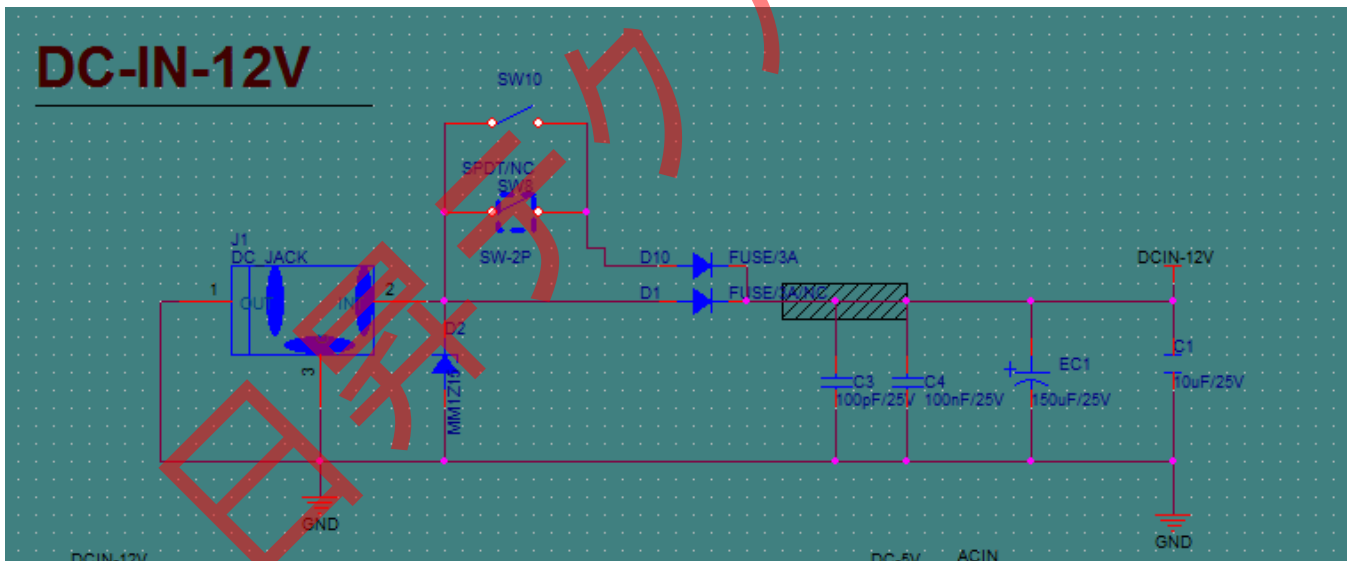 DC-IN-12V
SW10
SPDT/NC
SW8
SW-2P
J1
DC JACK
1
OUT
IN
2
3
D10
FUSE/3A
D1
FUSE/3A/NC
DCIN-12V
D2
MM1Z15
C3
100pF/25V
C4
100nF/25V
EC1
150uF/25V
C1
10uF/25V
GND
GND
DCIN-12V
DC-5V
ACIN